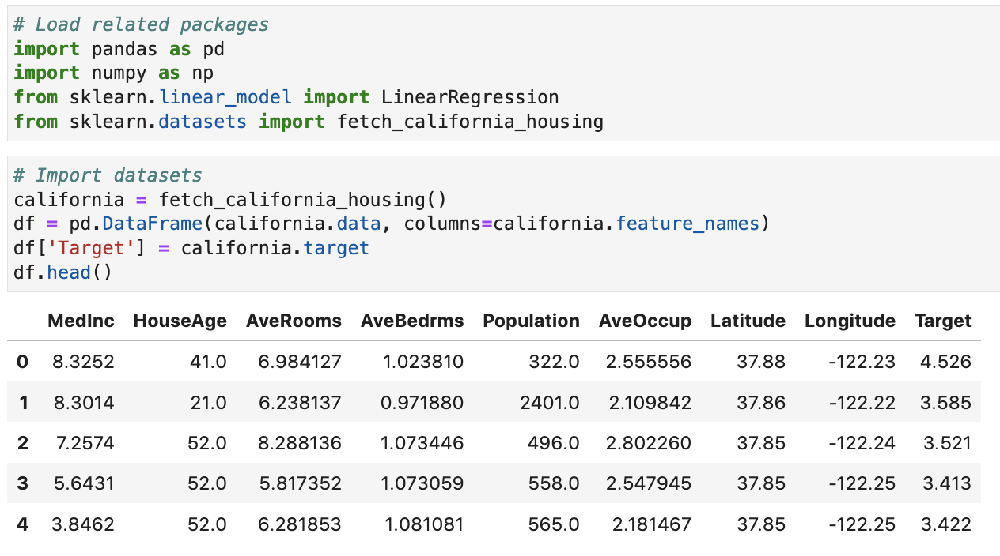 # Load related packages
import pandas as pd
import numpy as np
from sklearn.linear_model import LinearRegression
from sklearn.datasets import fetch_california_housing
# Import datasets
california = fetch_california_housing()
df = pd.DataFrame(california.data, columns=california.feature_names)
df['Target'] = california.target
df.head()
MedInc HouseAge AveRooms AveBedrms Population AveOccup Latitude Longitude Target
0 8.3252 41.0 6.984127 1.023810 322.0 2.555556 37.88 -122.23 4.526
1 8.3014 21.0 6.238137 0.971880 2401.0 2.109842 37.86 -122.22 3.585
2 7.2574 52.0 8.288136 1.073446 496.0 2.802260 37.85 -122.24 3.521
3 5.6431 52.0 5.817352 1.073059 558.0 2.547945 37.85 -122.25 3.413
4 3.8462 52.0 6.281853 1.081081 565.0 2.181467 37.85 -122.25 3.422